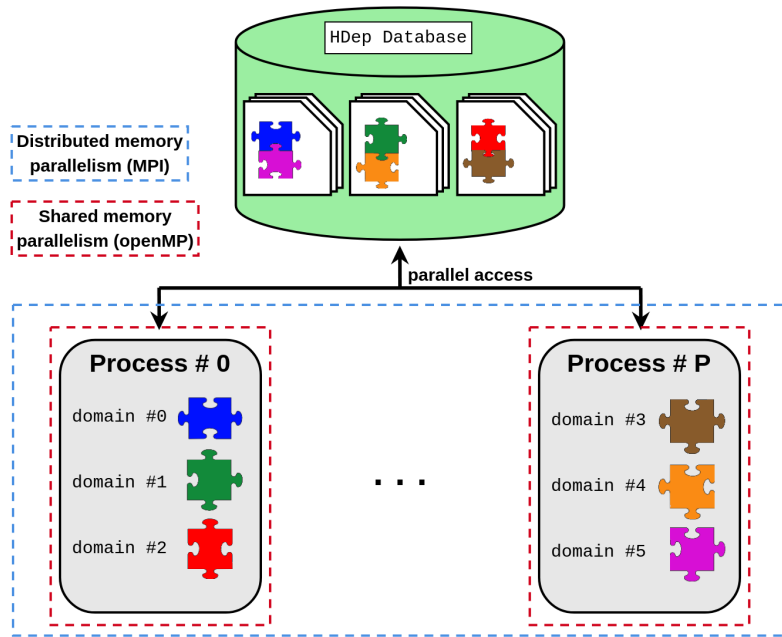 HDep Database
Distributed memory
parallelism (MPI)
Shared memory
parallelism (openMP)
parallel access
Process # 0
domain #0
domain #1
domain #2
...
Process # P
domain #3
domain #4
domain #5